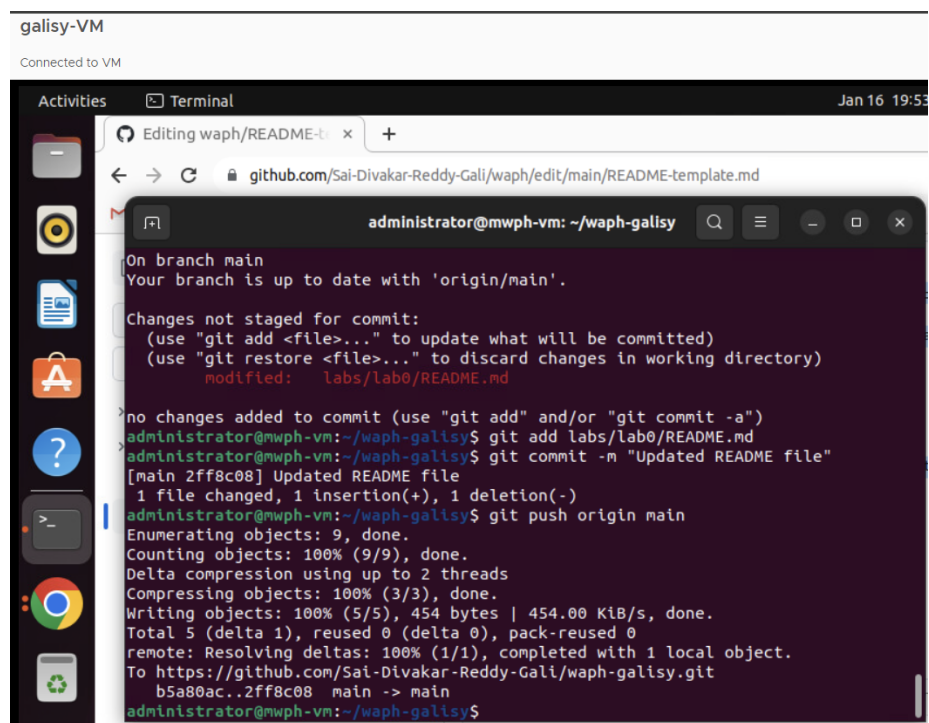 galisy-VM
Connected to VM
Activities Terminal Jan 16 19:53
Editing waph/README-te
github.com/Sai-Divakar-Reddy-Gali/waph/edit/main/README-template.md
administrator@mwph-vm: ~/waph-galisy
On branch main
Your branch is up to date with 'origin/main'.
Changes not staged for commit:
(use "git add <file>..." to update what will be committed)
(use "git restore <file>..." to discard changes in working directory)
modified: labs/lab0/README.md
no changes added to commit (use "git add" and/or "git commit -a")
administrator@mwph-vm:~/waph-galisy$ git add labs/lab0/README.md
administrator@mwph-vm:~/waph-galisy$ git commit -m "Updated README file"
[main 2ff8c08] Updated README file
1 file changed, 1 insertion(+), 1 deletion(-)
administrator@mwph-vm:~/waph-galisy$ git push origin main
Enumerating objects: 9, done.
Counting objects: 100% (9/9), done.
Delta compression using up to 2 threads
Compressing objects: 100% (3/3), done.
Writing objects: 100% (5/5), 454 bytes | 454.00 KiB/s, done.
Total 5 (delta 1), reused 0 (delta 0), pack-reused 0
remote: Resolving deltas: 100% (1/1), completed with 1 local object.
To https://github.com/Sai-Divakar-Reddy-Gali/waph-galisy.git
b5a80ac..2ff8c08 main -> main
administrator@mwph-vm:~/waph-galisy$